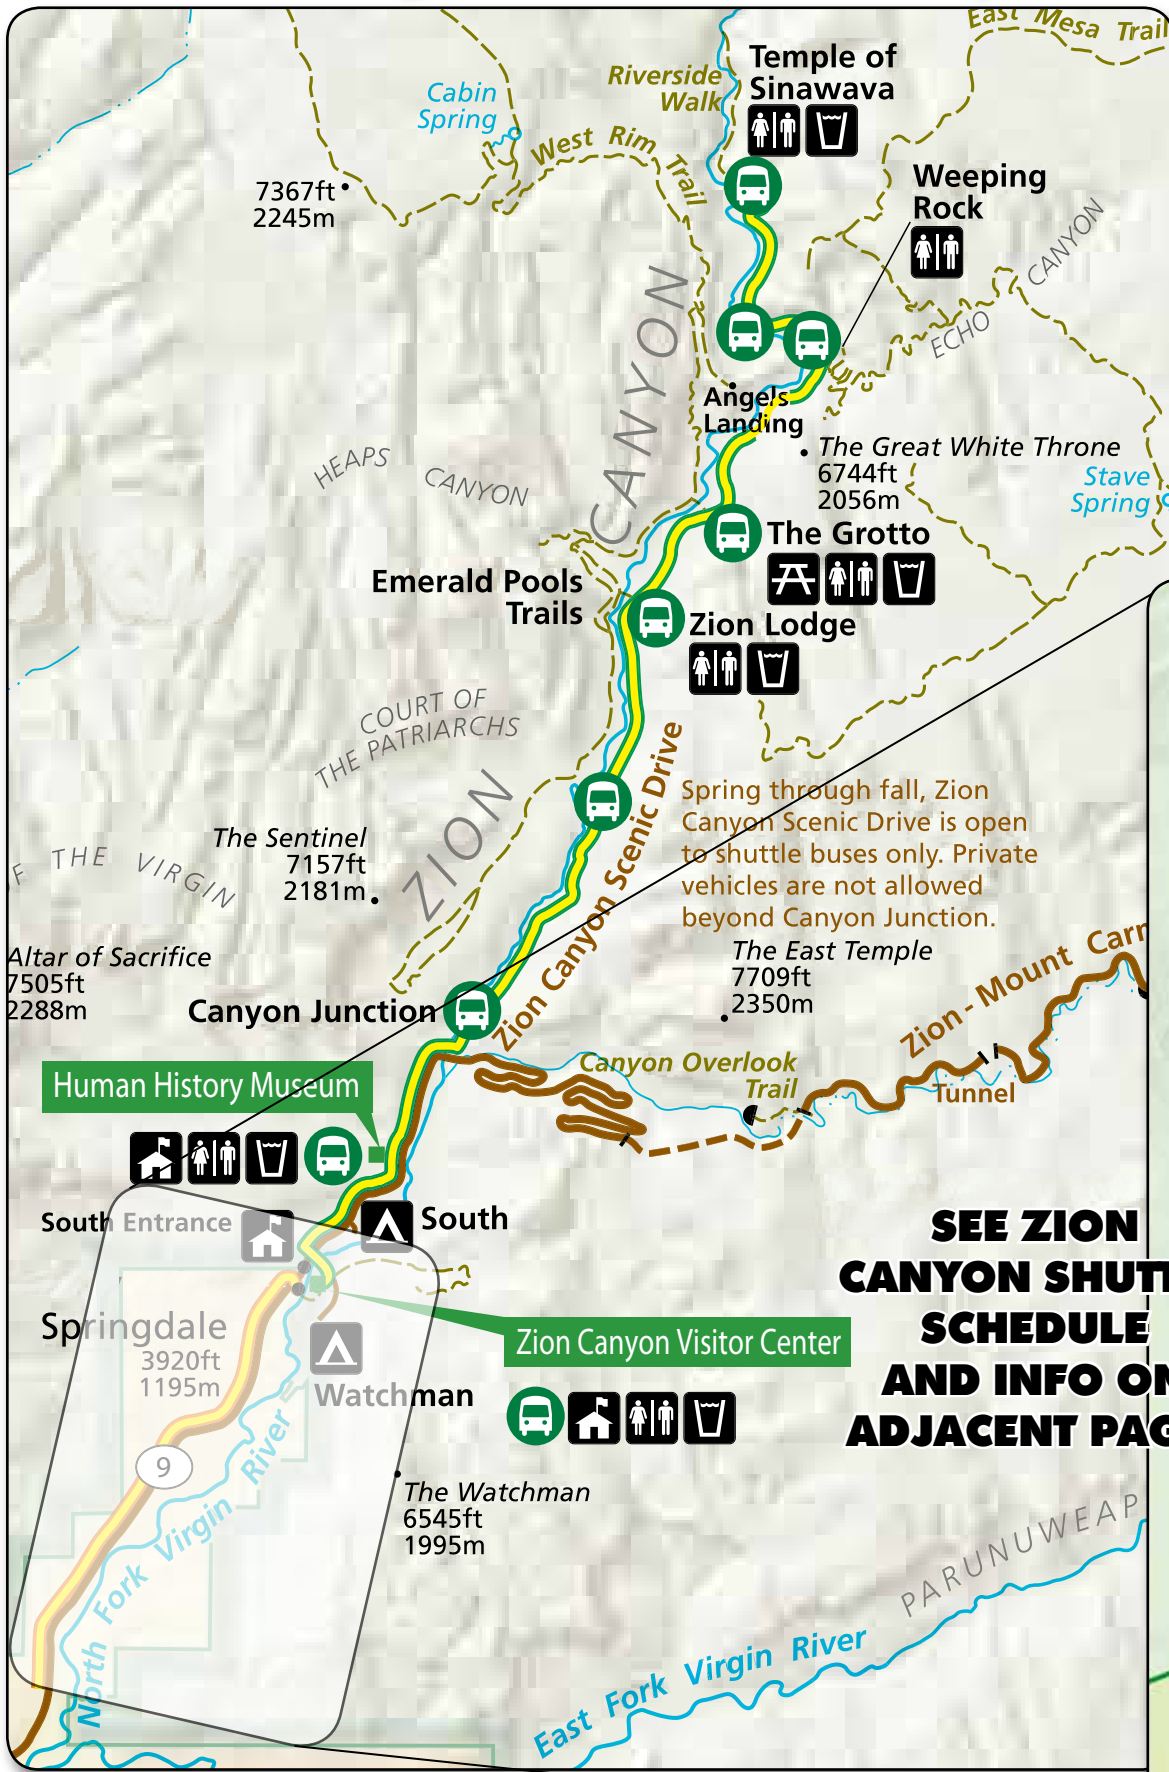 East Mesa Trail
Temple of
Sinawava
Riverside
Walk
Cabin
Spring
West Rim Trail
7367ft
2245m
Weeping
Rock
ECHO CANYON
Angels
Landing
The Great White Throne
6744ft
2056m
Stave
Spring
HEAPS CANYON
The Grotto
Emerald Pools
Trails
Zion Lodge
COURT OF
THE PATRIARCHS
ZION CANYON
Zion Canyon Scenic Drive
Spring through fall, Zion
Canyon Scenic Drive is open
to shuttle buses only. Private
vehicles are not allowed
beyond Canyon Junction.
The Sentinel
7157ft
2181m
F THE VIRGIN
Altar of Sacrifice
7505ft
2288m
The East Temple
7709ft
2350m
Canyon Junction
Zion - Mount Carm
Tunnel
Canyon Overlook
Trail
Human History Museum
South Entrance
South
Springdale
3920ft
1195m
Zion Canyon Visitor Center
Watchman
9
The Watchman
6545ft
1995m
SEE ZION
CANYON SHUTT
SCHEDULE
AND INFO ON
ADJACENT PAG
North Fork Virgin River
PARUNUWEAP
East Fork Virgin River